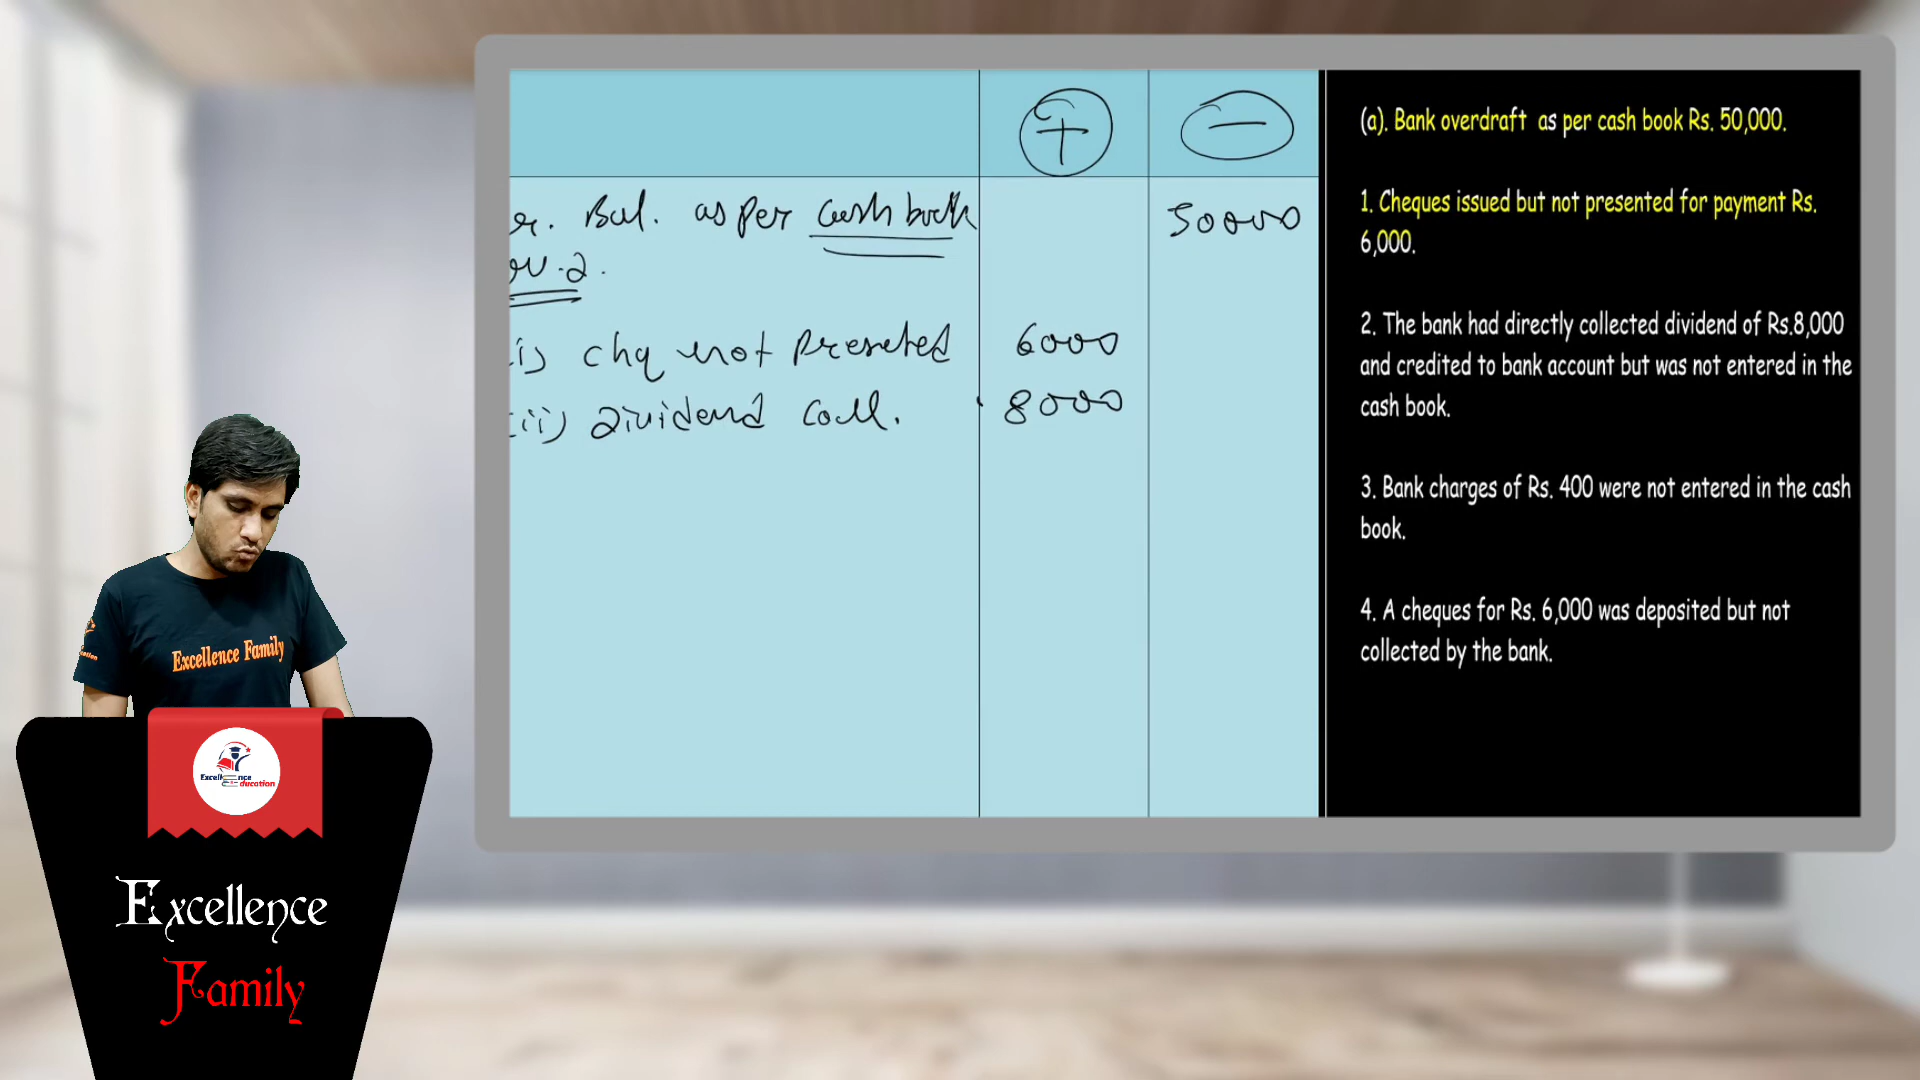 + —
Bal. as per cash book 50000
2.
i) chq not Presented 6000
ii) Dividend Coll. 8000
(a). Bank overdraft as per cash book Rs. 50,000.
1. Cheques issued but not presented for payment Rs.
6,000.
2. The bank had directly collected dividend of Rs.8,000
and credited to bank account but was not entered in the
cash book.
3. Bank charges of Rs. 400 were not entered in the cash
book.
4. A cheques for Rs. 6,000 was deposited but not
collected by the bank.
Excellence Family
Excellence
Education
Excellence
Family